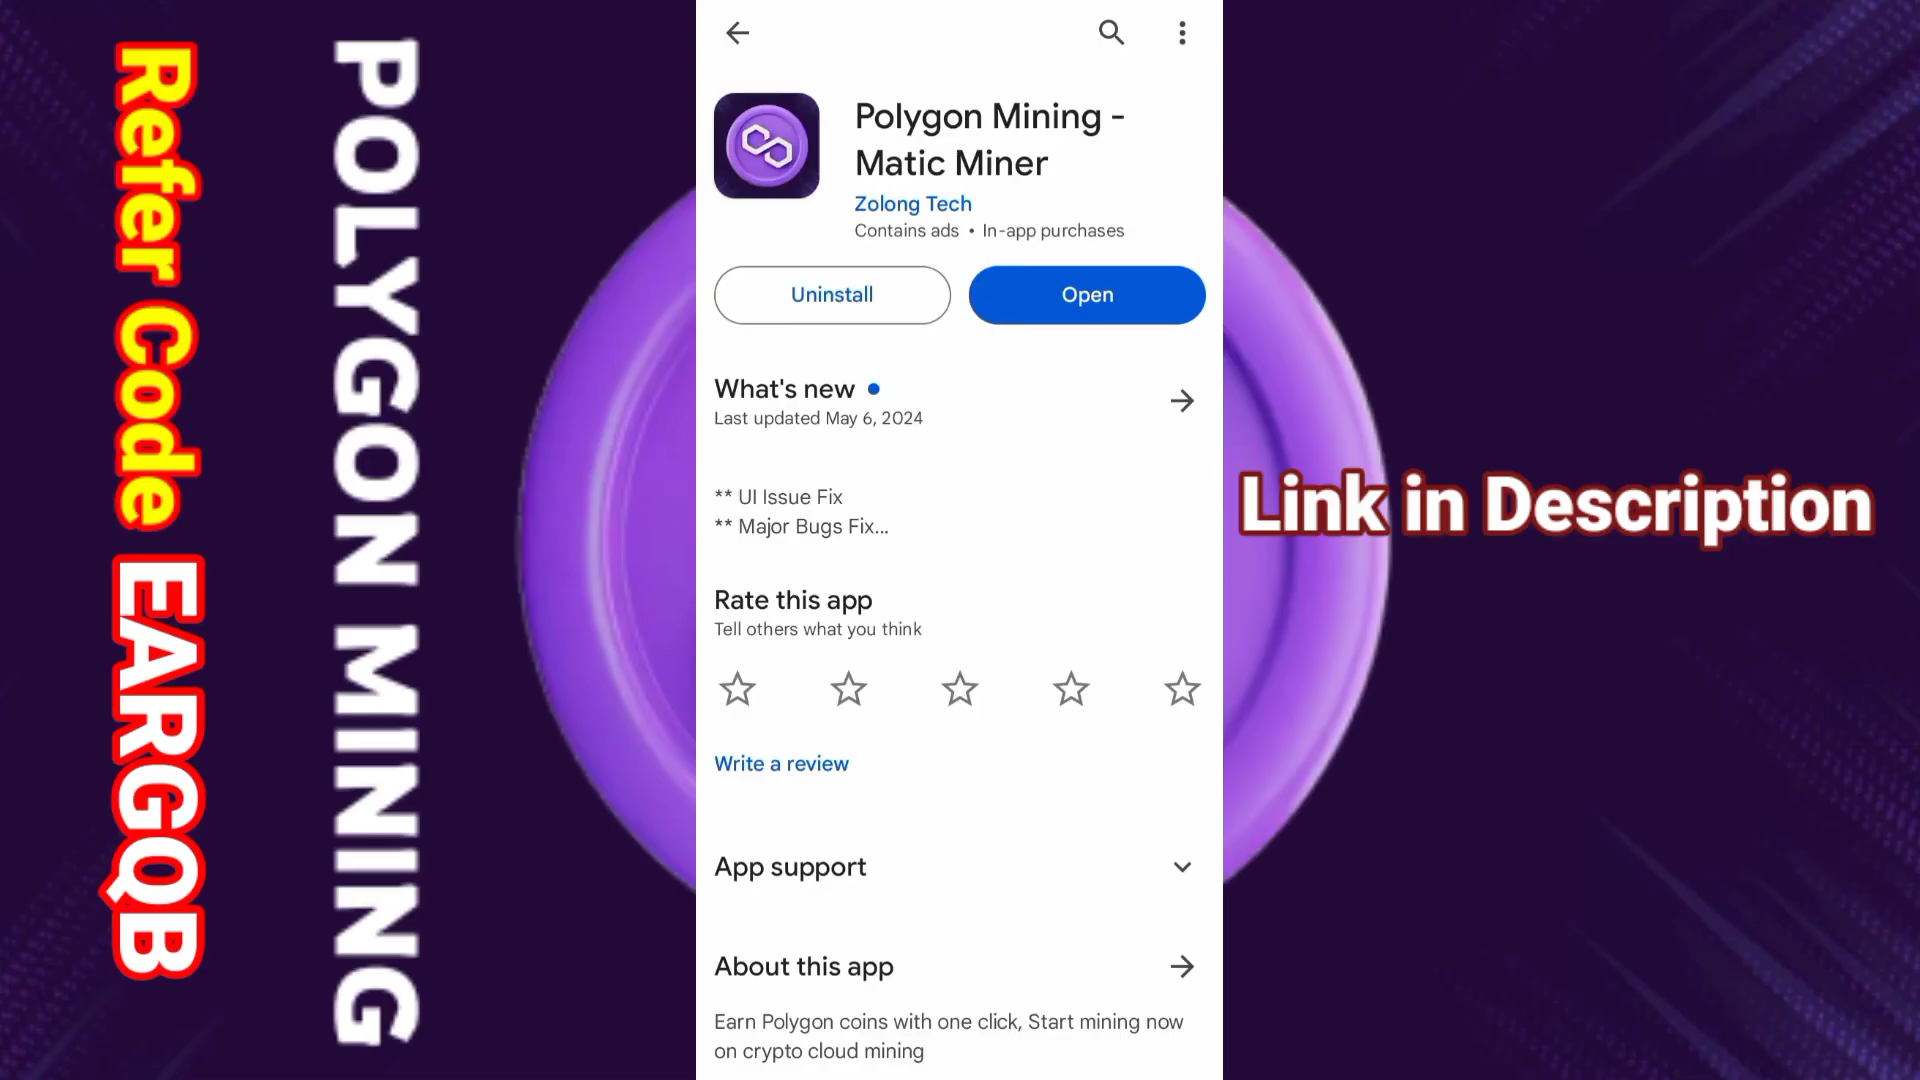 Refer Code EARGQB
POLYGON MINING
Polygon Mining -
Matic Miner
Zolong Tech
Contains ads • In-app purchases
Uninstall
Open
What's new
Last updated May 6, 2024
** UI Issue Fix
** Major Bugs Fix...
Rate this app
Tell others what you think
Write a review
App support
About this app
Earn Polygon coins with one click, Start mining now
on crypto cloud mining
Link in Description